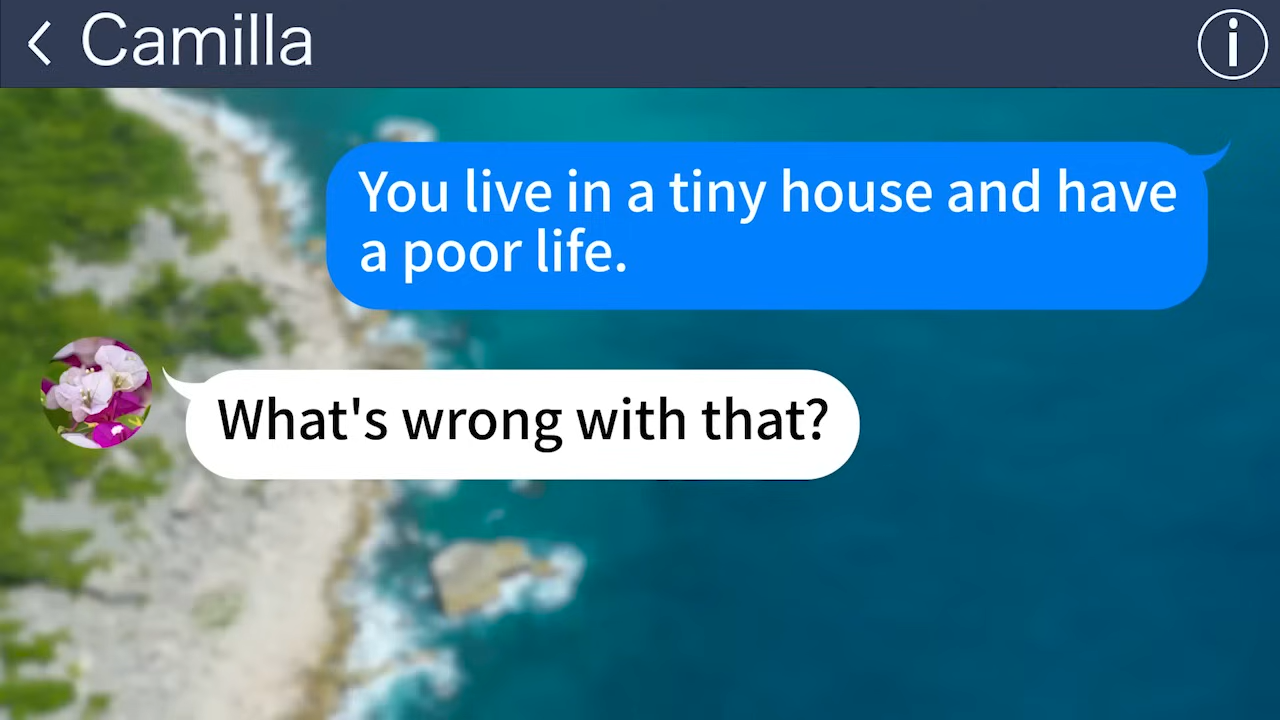 Camilla
You live in a tiny house and have
a poor life.
What's wrong with that?